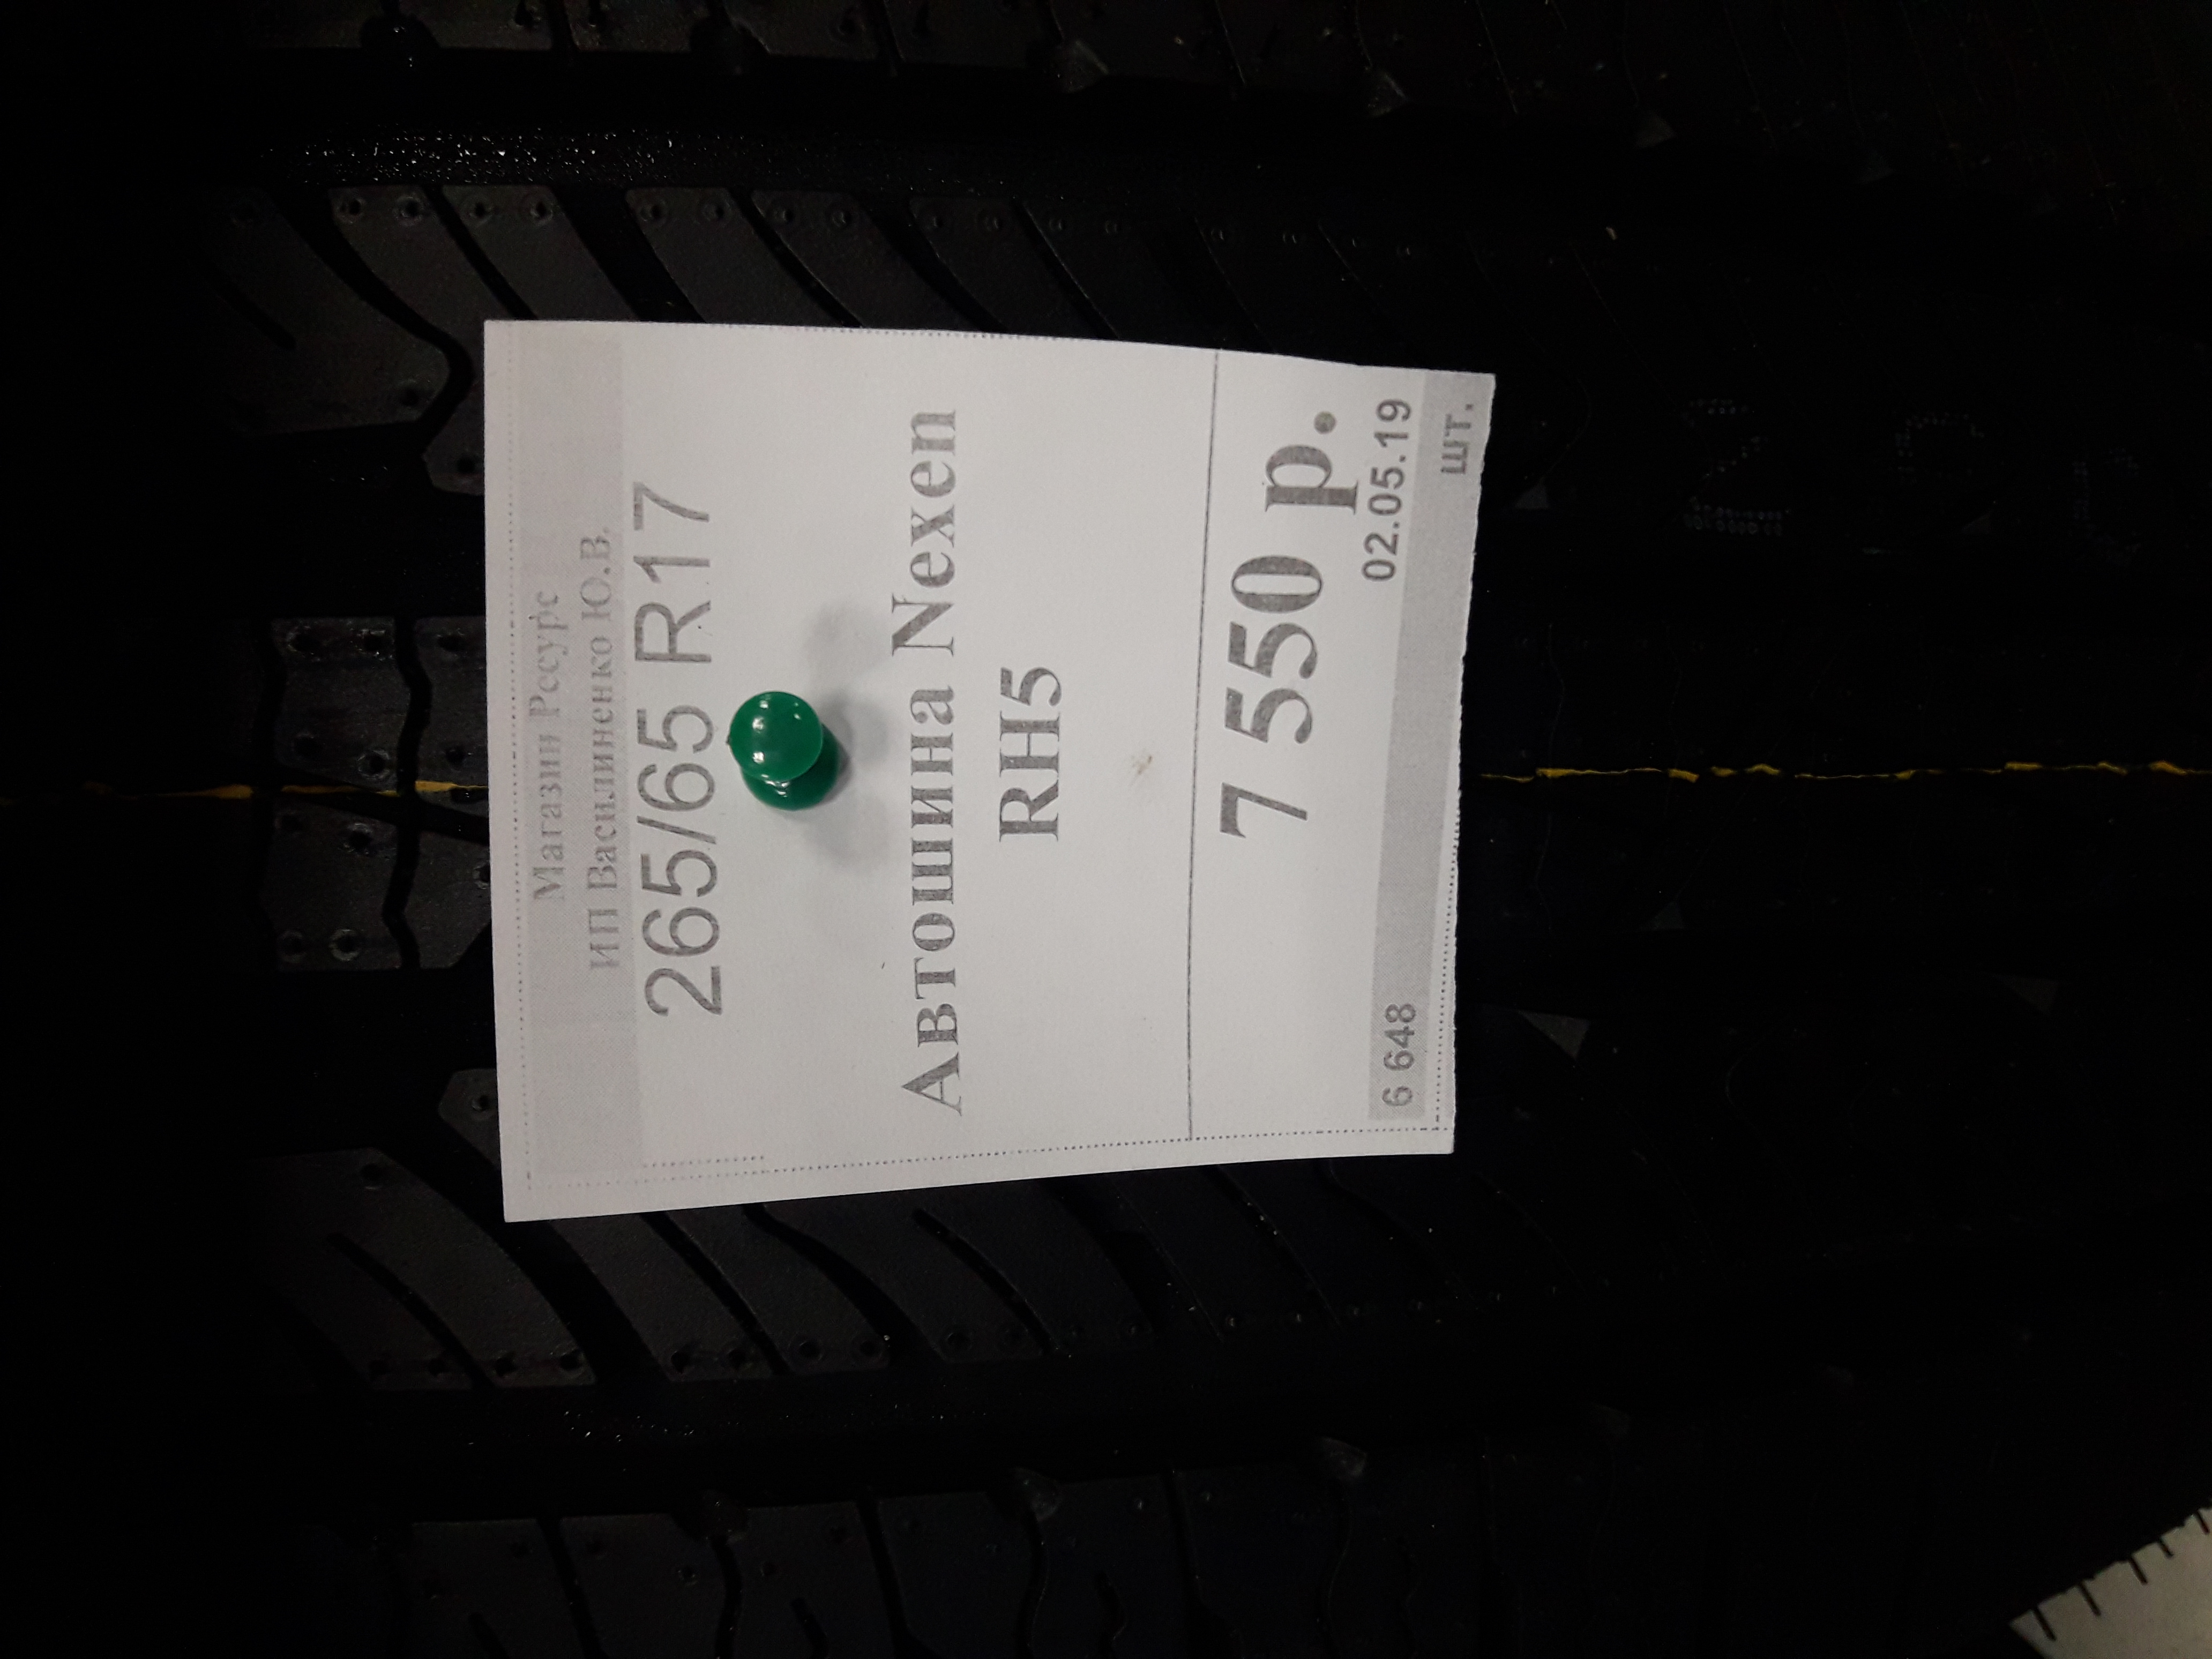 Магазин Ресурс
ИП Василиненко Ю.В.
265/65 R17
Автошина Nexen
RH5
7 550 р.
02.05.19
6 648
шт.